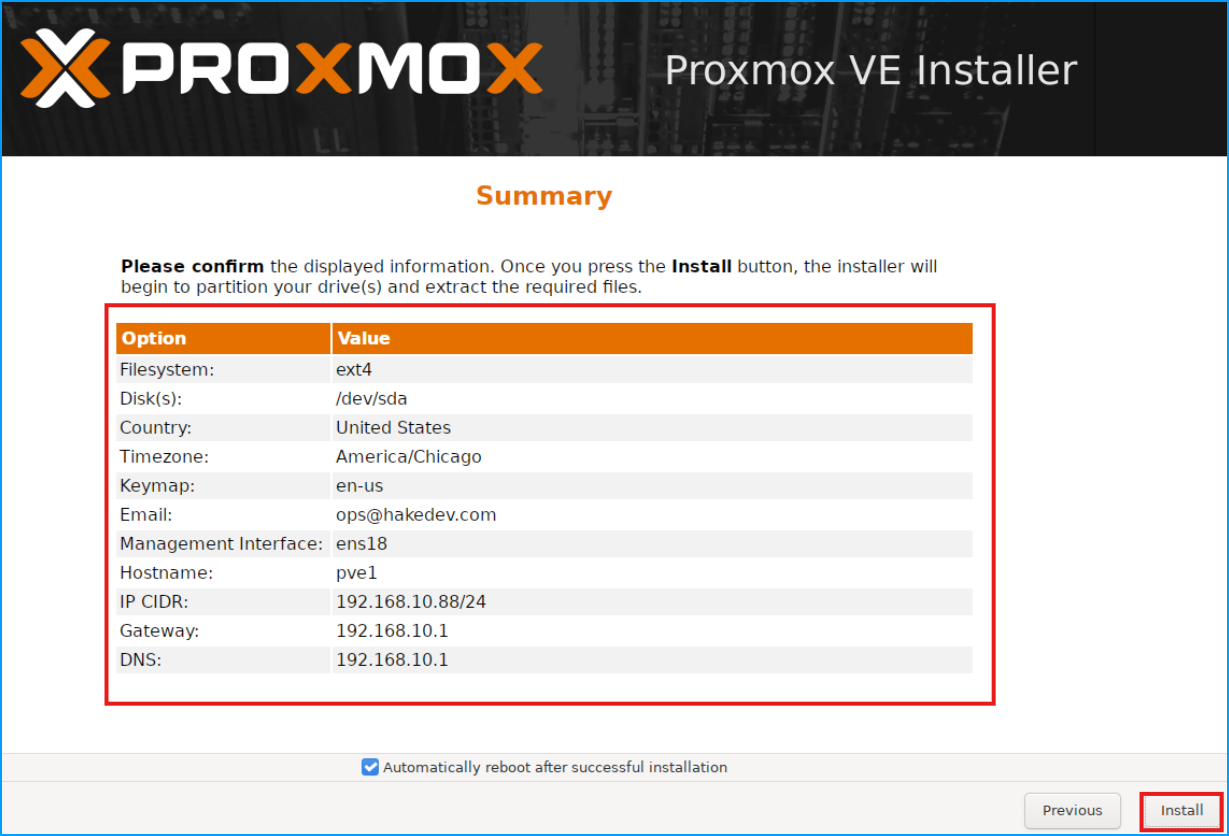 PROXMOX
Proxmox VE Installer
Summary
Please confirm the displayed information. Once you press the Install button, the installer will
begin to partition your drive(s) and extract the required files.
Option Value
Filesystem: ext4
Disk(s): /dev/sda
Country: United States
Timezone: America/Chicago
Keymap: en-us
Email: ops@hakedev.com
Management Interface: ens18
Hostname: pve1
IP CIDR: 192.168.10.88/24
Gateway: 192.168.10.1
DNS: 192.168.10.1
Automatically reboot after successful installation
Previous Install